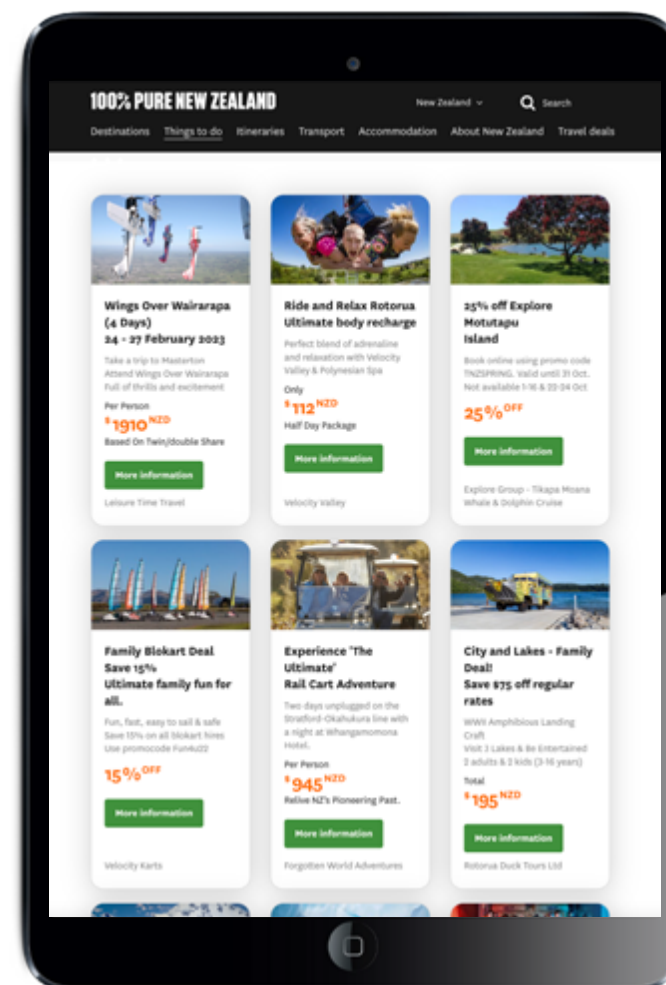 100% PURE NEW ZEALAND
New Zealand
Search
Destinations Things to do Itineraries Transport Accommodation About New Zealand Travel deals
Wings Over Wairarapa
(4 Days)
24 - 27 February 2023
Take a trip to Masterton
Attend Wings Over Wairarapa
Full of thrills and excitement
Per Person
$1910 NZD
Based On Twin/double Share
More information
Leisure Time Travel
Ride and Relax Rotorua
Ultimate body recharge
Perfect blend of adrenaline
and relaxation with Velocity
Valley & Polynesian Spa
Only
$112 NZD
Half Day Package
More information
Velocity Valley
25% off Explore
Motutapu
Island
Book online using promo code
TNZSPRING. Valid until 31 Oct.
Not available 1-16 & 22-24 Oct
25% OFF
More information
Explore Group - Tikapa Moana
Whale & Dolphin Cruise
Family Blokart Deal
Save 15%
Ultimate family fun for
all.
Fun, fast, easy to sail & safe
Save 15% on all blokart hires
Use promocode Fun4u22
15% OFF
More information
Velocity Karts
Experience 'The
Ultimate'
Rail Cart Adventure
Two days unplugged on the
Stratford-Okahukura line with
a night at Whangamomona
Hotel.
Per Person
$945 NZD
Relive NZ's Pioneering Past.
More information
Forgotten World Adventures
City and Lakes - Family
Deal!
Save $75 off regular
rates
WWII Amphibious Landing
Craft
Visit 3 Lakes & Be Entertained
2 adults & 2 kids (3-16 years)
Total
$195 NZD
More information
Rotorua Duck Tours Ltd